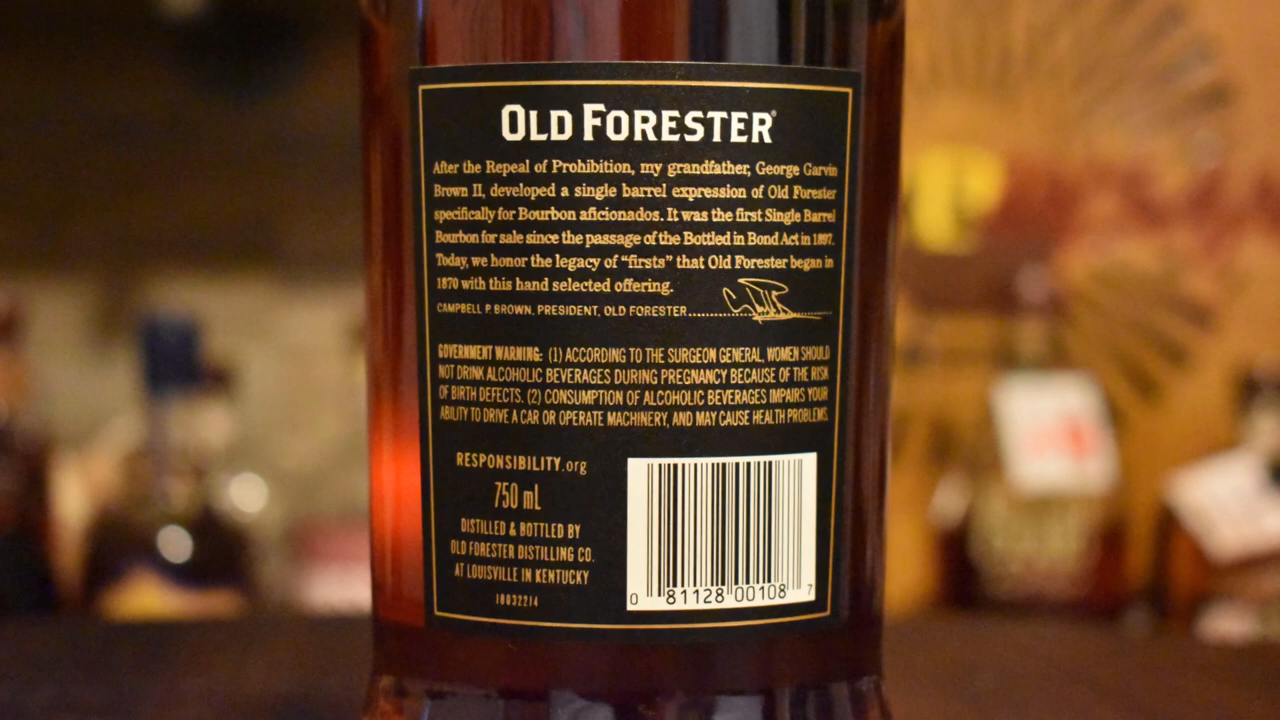 OLD FORESTER®
After the Repeal of Prohibition, my grandfather, George Garvin
Brown II, developed a single barrel expression of Old Forester
specifically for Bourbon aficionados. It was the first Single Barrel
Bourbon for sale since the passage of the Bottled in Bond Act in 1897.
Today, we honor the legacy of “firsts” that Old Forester began in
1870 with this hand selected offering.
CAMPBELL P. BROWN, PRESIDENT, OLD FORESTER
GOVERNMENT WARNING: (1) ACCORDING TO THE SURGEON GENERAL, WOMEN SHOULD
NOT DRINK ALCOHOLIC BEVERAGES DURING PREGNANCY BECAUSE OF THE RISK
OF BIRTH DEFECTS. (2) CONSUMPTION OF ALCOHOLIC BEVERAGES IMPAIRS YOUR
ABILITY TO DRIVE A CAR OR OPERATE MACHINERY, AND MAY CAUSE HEALTH PROBLEMS.
RESPONSIBILITY.org
750 mL
DISTILLED & BOTTLED BY
OLD FORESTER DISTILLING CO.
AT LOUISVILLE IN KENTUCKY
10032214
0 81128 00108 7